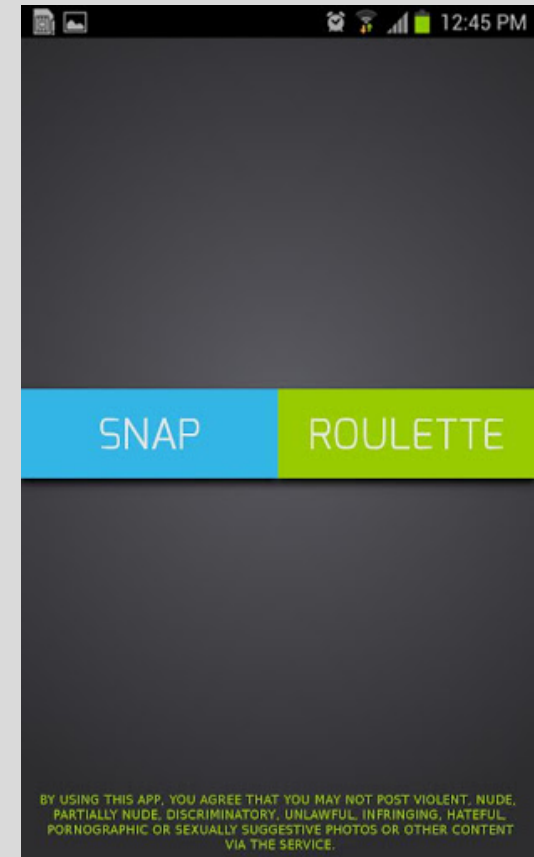 12:45 PM
SNAP ROULETTE
BY USING THIS APP, YOU AGREE THAT YOU MAY NOT POST VIOLENT, NUDE,
PARTIALLY NUDE, DISCRIMINATORY, UNLAWFUL, INFRINGING, HATEFUL,
PORNOGRAPHIC OR SEXUALLY SUGGESTIVE PHOTOS OR OTHER CONTENT
VIA THE SERVICE.